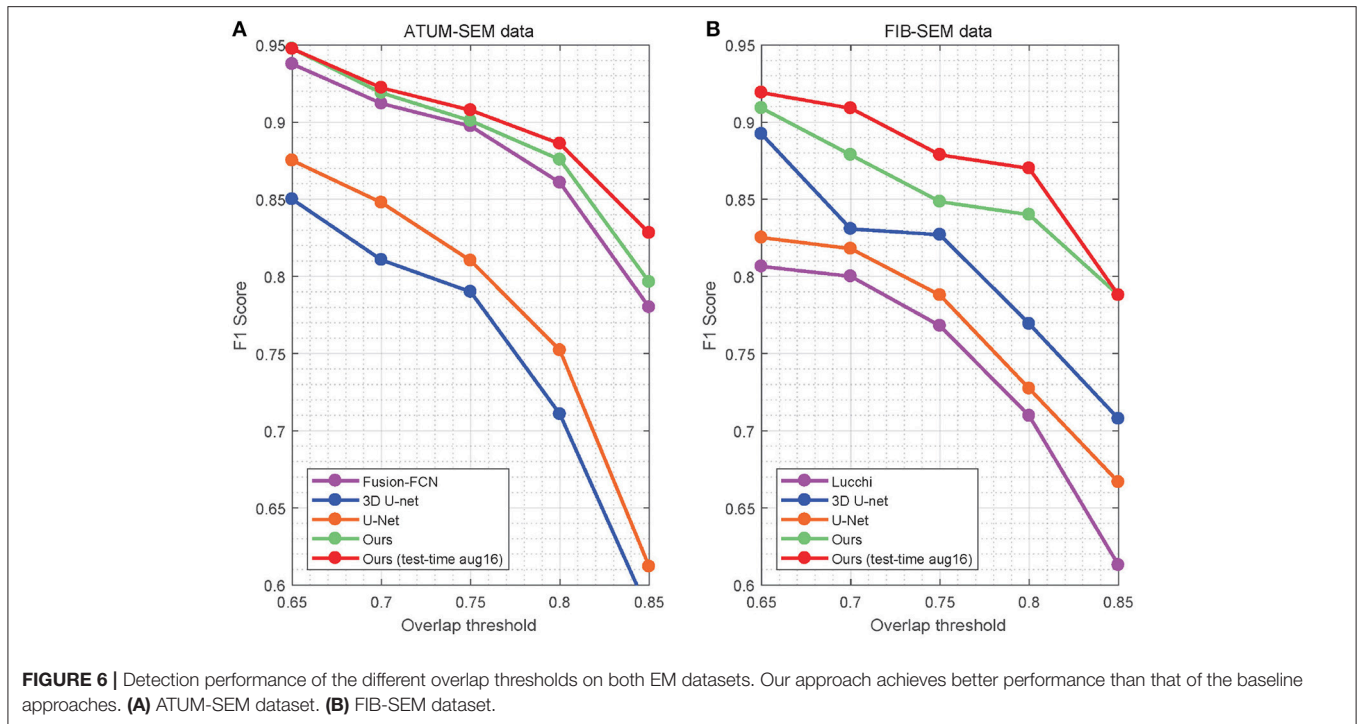 A
ATUM-SEM data
0.95
0.9
0.85
0.8
0.75
0.7
0.65
0.6
F1 Score
Fusion-FCN
3D U-net
U-Net
Ours
Ours (test-time aug16)
0.65 0.7 0.75 0.8 0.85
Overlap threshold
B
FIB-SEM data
0.95
0.9
0.85
0.8
0.75
0.7
0.65
0.6
F1 Score
Lucchi
3D U-net
U-Net
Ours
Ours (test-time aug16)
0.65 0.7 0.75 0.8 0.85
Overlap threshold
FIGURE 6 | Detection performance of the different overlap thresholds on both EM datasets. Our approach achieves better performance than that of the baseline
approaches. (A) ATUM-SEM dataset. (B) FIB-SEM dataset.